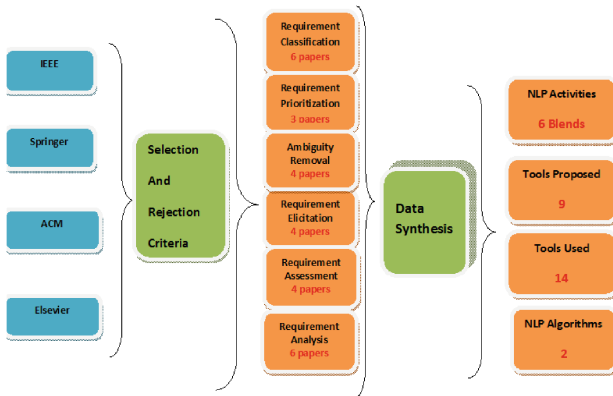 IEEE
Springer
ACM
Elsevier
Selection
And
Rejection
Criteria
Requirement
Classification
6 papers
Requirement
Prioritization
3 papers
Ambiguity
Removal
4 papers
Requirement
Elicitation
4 papers
Requirement
Assessment
4 papers
Requirement
Analysis
6 papers
Data
Synthesis
NLP Activities
6 Blends
Tools Proposed
9
Tools Used
14
NLP Algorithms
2